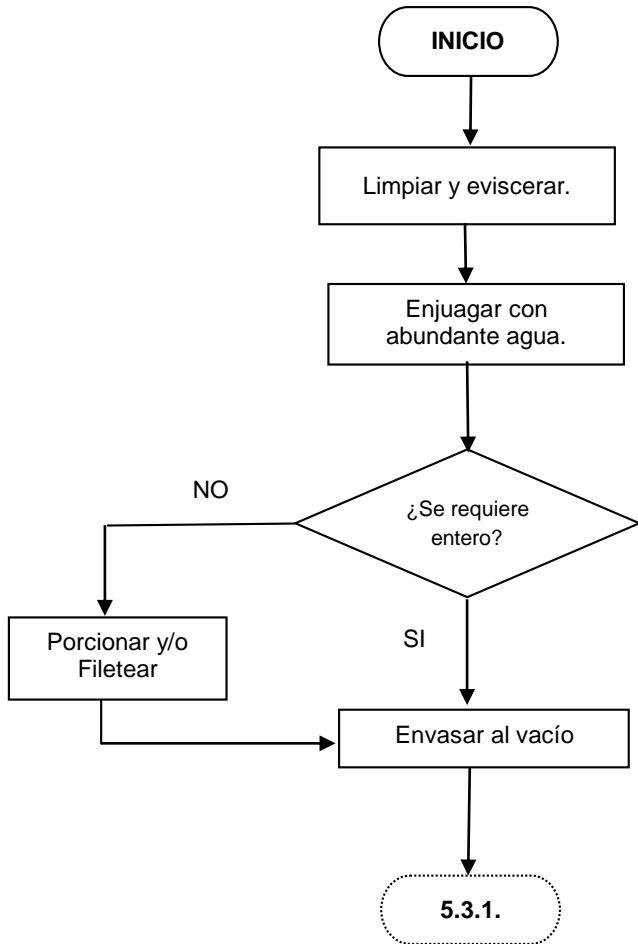 INICIO
Limpiar y eviscerar.
Enjuagar con
abundante agua.
¿Se requiere
entero?
NO
SI
Porcionar y/o
Filetear
Envasar al vacío
5.3.1.